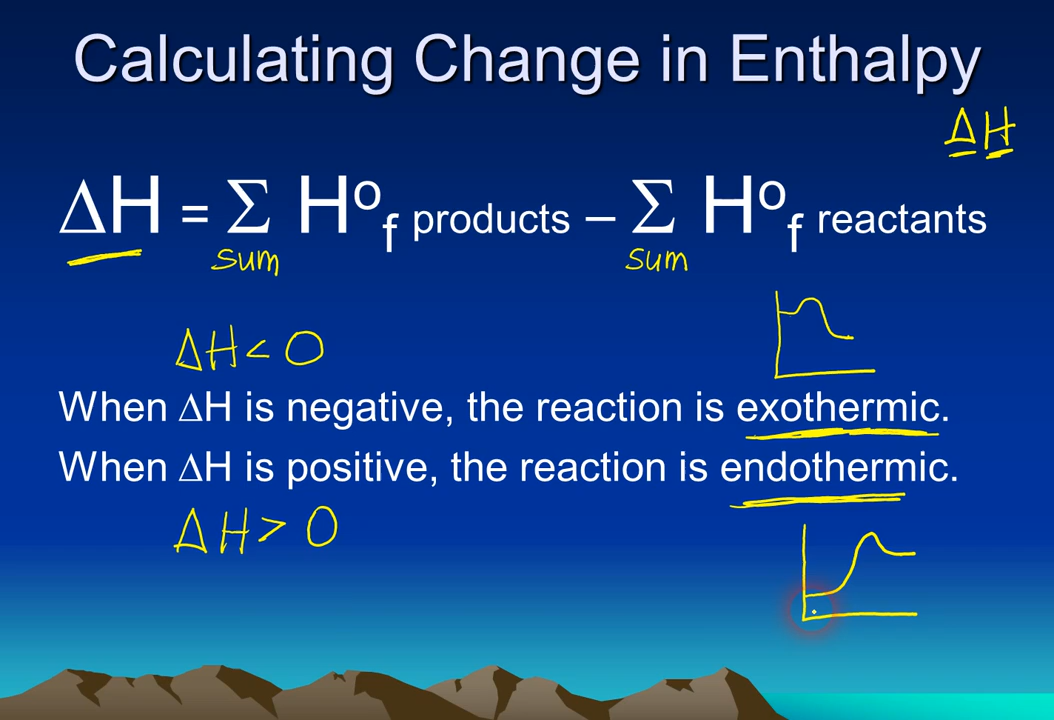 Calculating Change in Enthalpy
ΔH
ΔH = Σ Hºf products – Σ Hºf reactants
sum sum
ΔH < 0
When ΔH is negative, the reaction is exothermic.
When ΔH is positive, the reaction is endothermic.
ΔH > 0